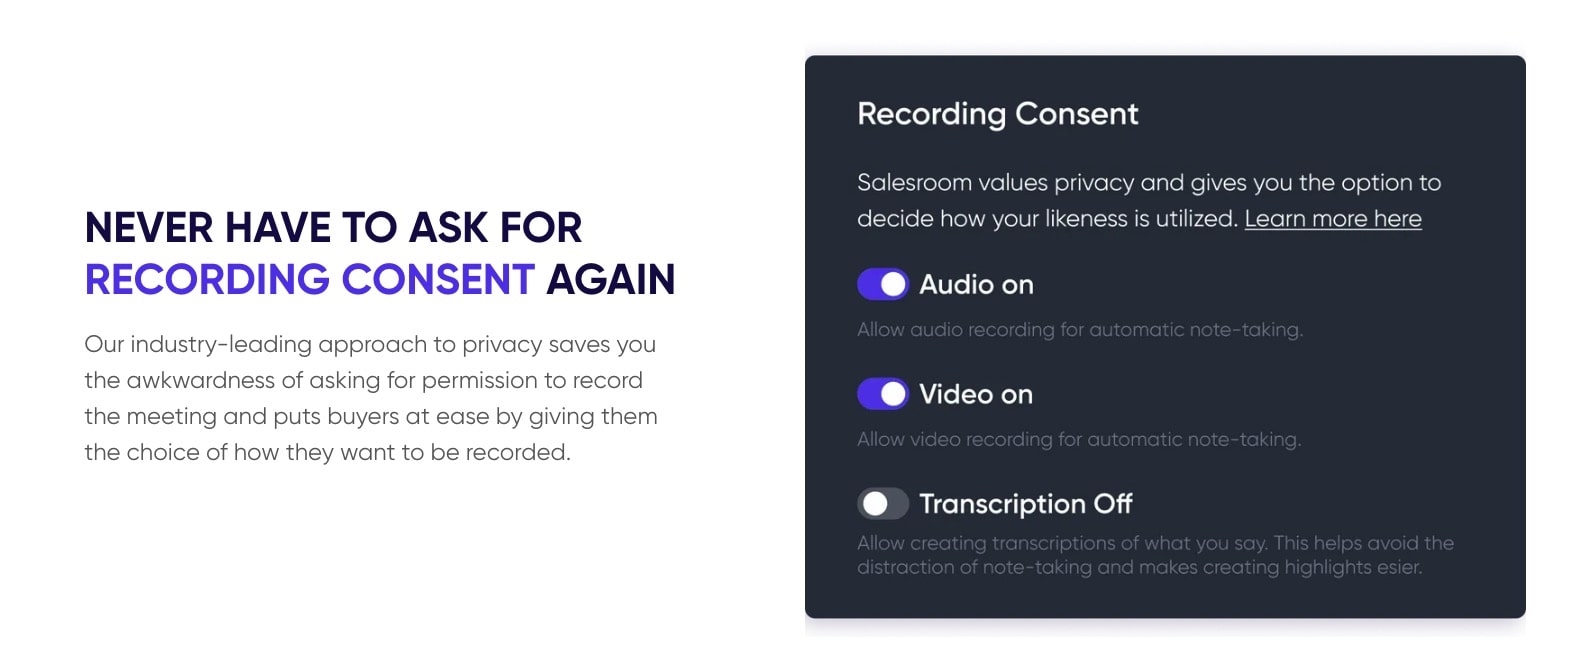 NEVER HAVE TO ASK FOR
RECORDING CONSENT AGAIN
Our industry-leading approach to privacy saves you
the awkwardness of asking for permission to record
the meeting and puts buyers at ease by giving them
the choice of how they want to be recorded.
Recording Consent
Salesroom values privacy and gives you the option to
decide how your likeness is utilized. Learn more here
Audio on
Allow audio recording for automatic note-taking.
Video on
Allow video recording for automatic note-taking.
Transcription Off
Allow creating transcriptions of what you say. This helps avoid the
distraction of note-taking and makes creating highlights esier.